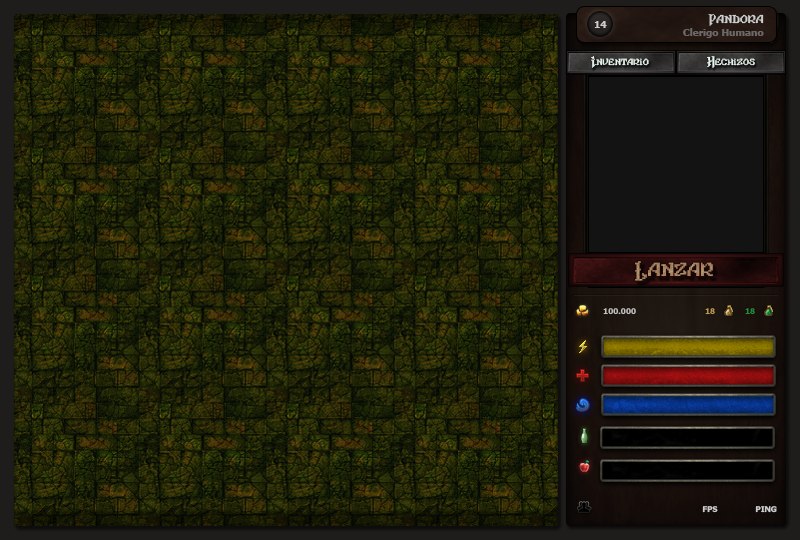 14
Pandora
Clerigo Humano
Inventario
Hechizos
Lanzar
100.000
18
18
FPS
PING